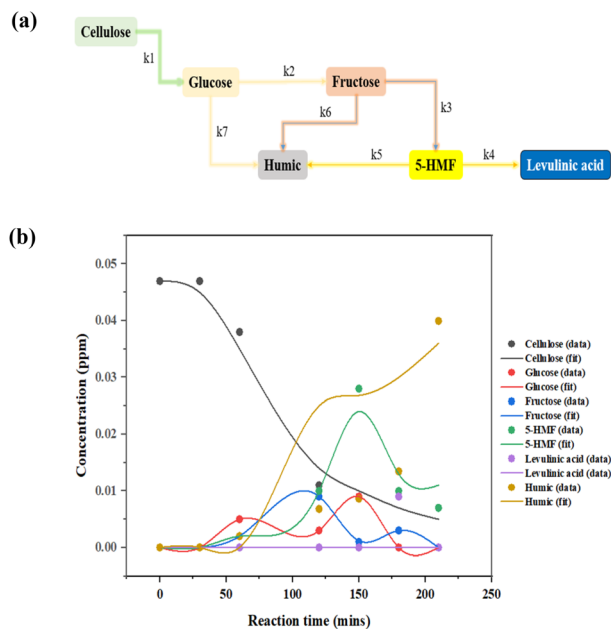 (a)
Cellulose
k1
Glucose
k2
Fructose
k6
k3
k7
Humic
k5
5-HMF
k4
Levulinic acid
(b)
Concentration (ppm)
0.05
0.04
0.03
0.02
0.01
0.00
0
50
100
150
200
250
Reaction time (mins)
Cellulose (data)
Cellulose (fit)
Glucose (data)
Glucose (fit)
Fructose (data)
Fructose (fit)
5-HMF (data)
5-HMF (fit)
Levulinic acid (data)
Levulinic acid (fit)
Humic (data)
Humic (fit)